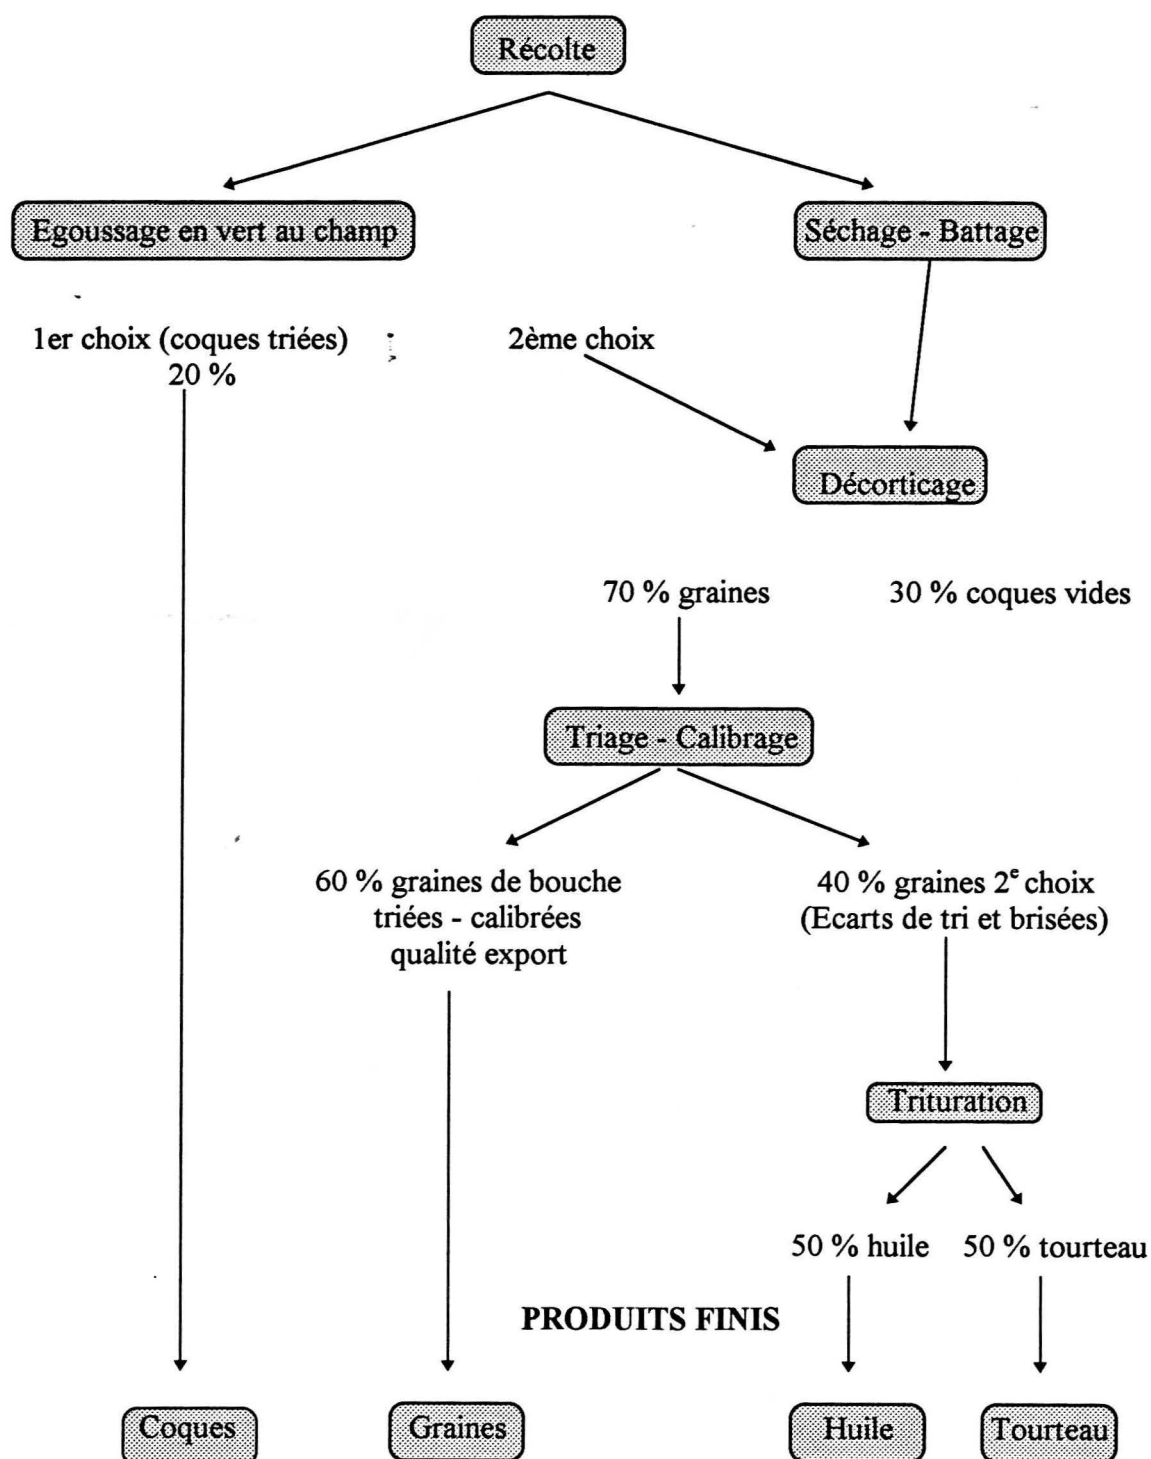 Récolte
Egoussage en vert au champ
Séchage - Battage
1er choix (coques triées)
20 %
2ème choix
Décorticage
70 % graines
30 % coques vides
Triage - Calibrage
60 % graines de bouche
triées - calibrées
qualité export
40 % graines 2e choix
(Ecarts de tri et brisées)
Trituration
50 % huile
50 % tourteau
PRODUITS FINIS
Coques
Graines
Huile
Tourteau